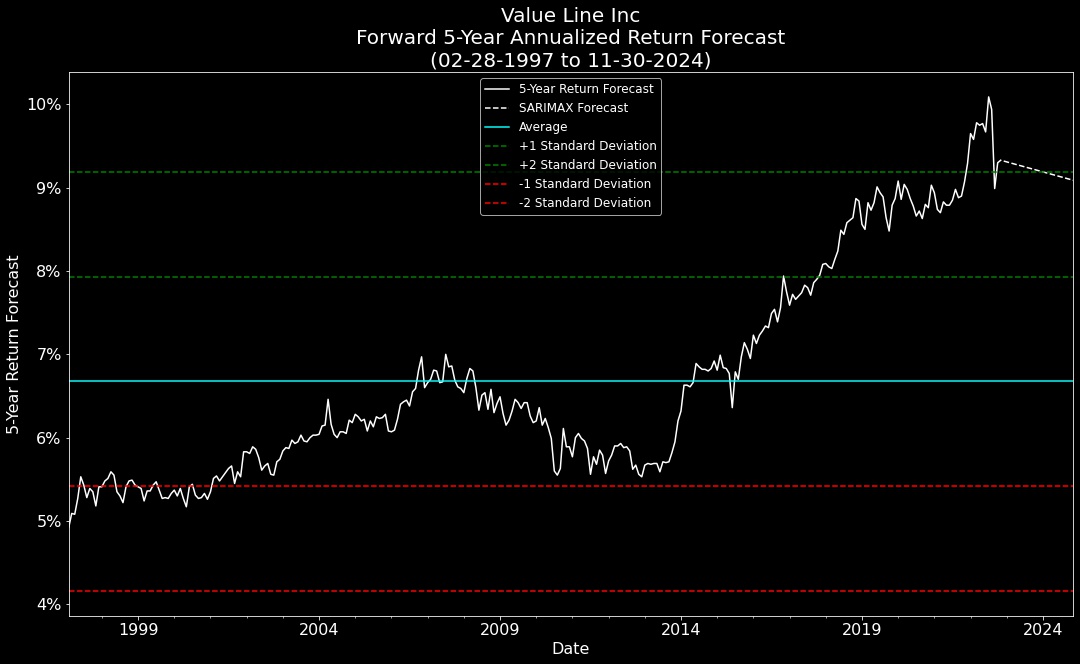 Value Line Inc
Forward 5-Year Annualized Return Forecast
(02-28-1997 to 11-30-2024)
5-Year Return Forecast
SARIMAX Forecast
Average
+1 Standard Deviation
+2 Standard Deviation
-1 Standard Deviation
-2 Standard Deviation
10%
9%
8%
7%
6%
5%
4%
5-Year Return Forecast
1999
2004
2009
2014
2019
2024
Date